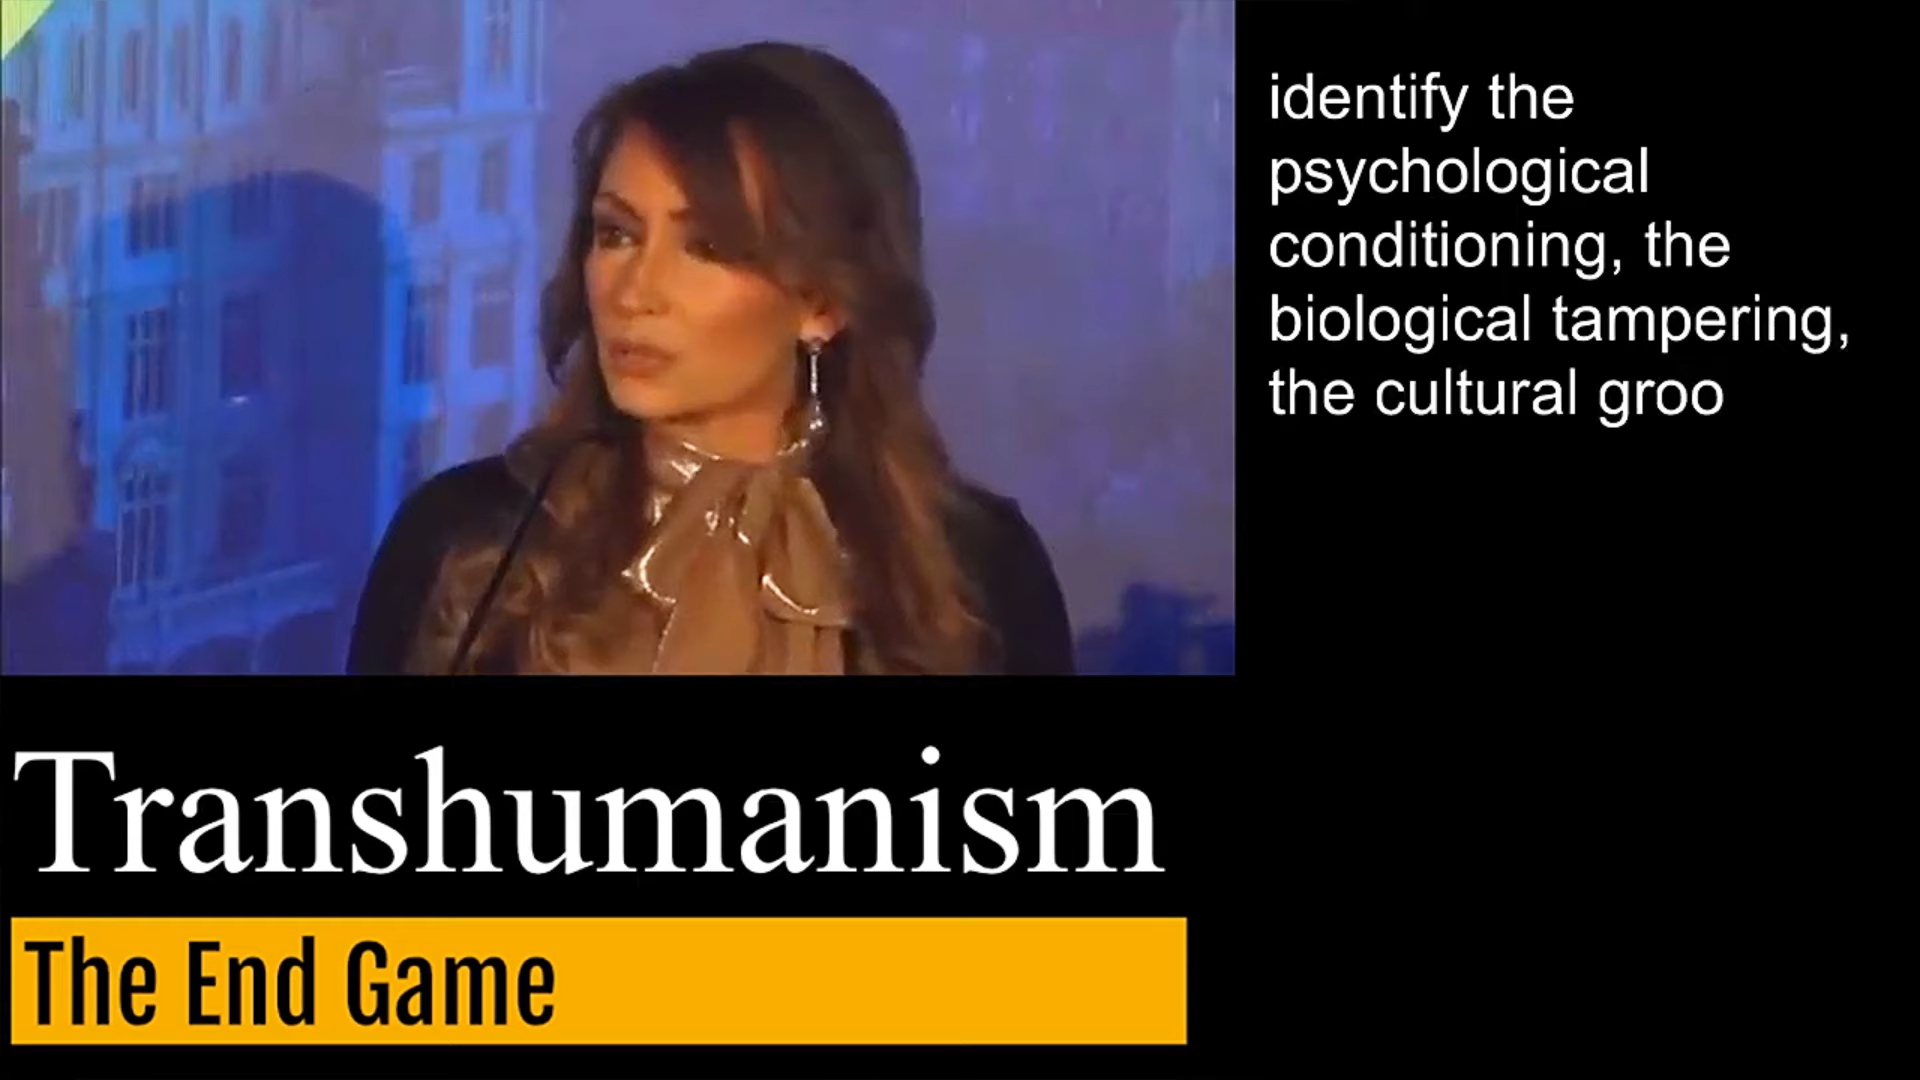 identify the
psychological
conditioning, the
biological tampering,
the cultural groo
Transhumanism
The End Game